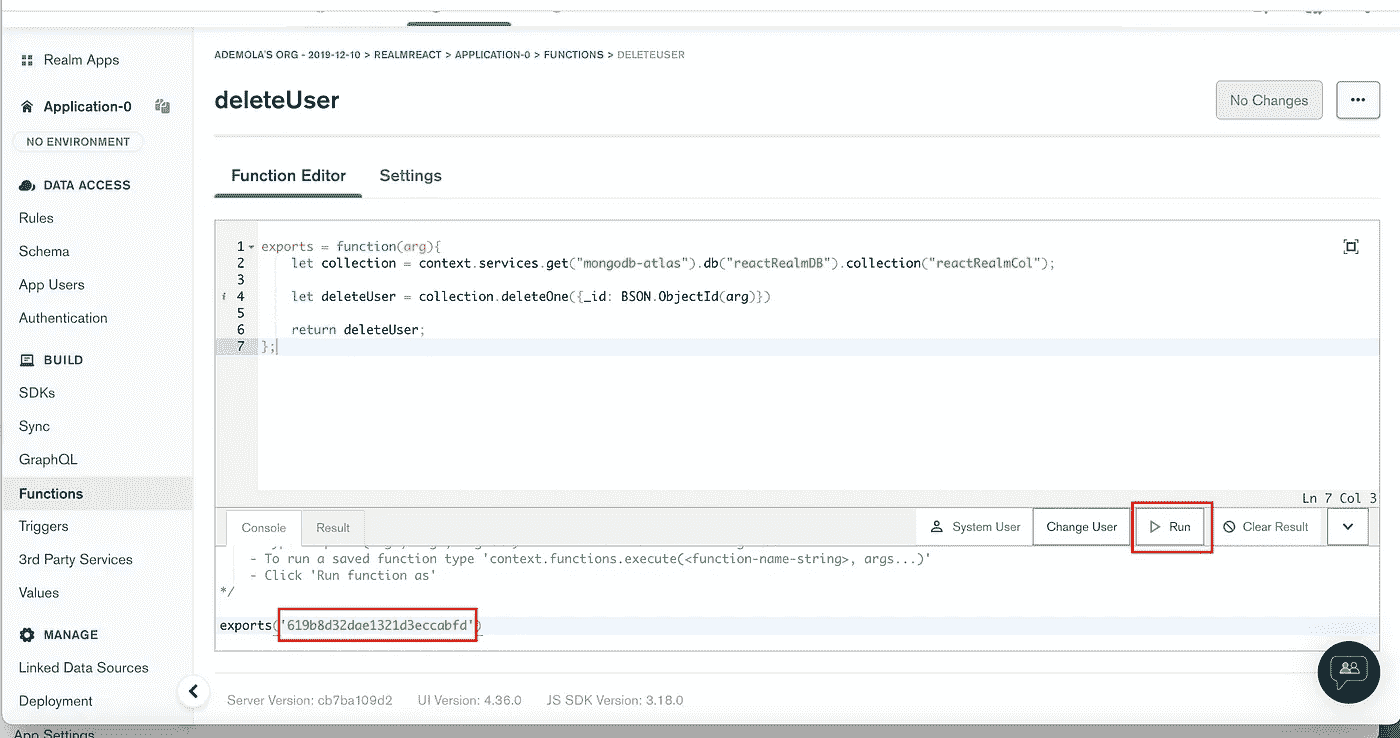 Realm Apps
Application-0
NO ENVIRONMENT
DATA ACCESS
Rules
Schema
App Users
Authentication
BUILD
SDKs
Sync
GraphQL
Functions
Triggers
3rd Party Services
Values
MANAGE
Linked Data Sources
Deployment
App Settings
ADEMOLA'S ORG - 2019-12-10 > REALMREACT > APPLICATION-0 > FUNCTIONS > DELETEUSER
deleteUser
No Changes
Function Editor Settings
1 exports = function(arg){
2 let collection = context.services.get("mongodb-atlas").db("reactRealmDB").collection("reactRealmCol");
3
i 4 let deleteUser = collection.deleteOne({_id: BSON.ObjectId(arg)})
5
6 return deleteUser;
7 };
Ln 7 Col 3
Console Result System User Change User Run Clear Result
- To run a saved function type 'context.functions.execute(<function-name-string>, args...)'
- Click 'Run function as'
*/
exports('619b8d32dae1321d3eccabfd')
Server Version: cb7ba109d2 UI Version: 4.36.0 JS SDK Version: 3.18.0